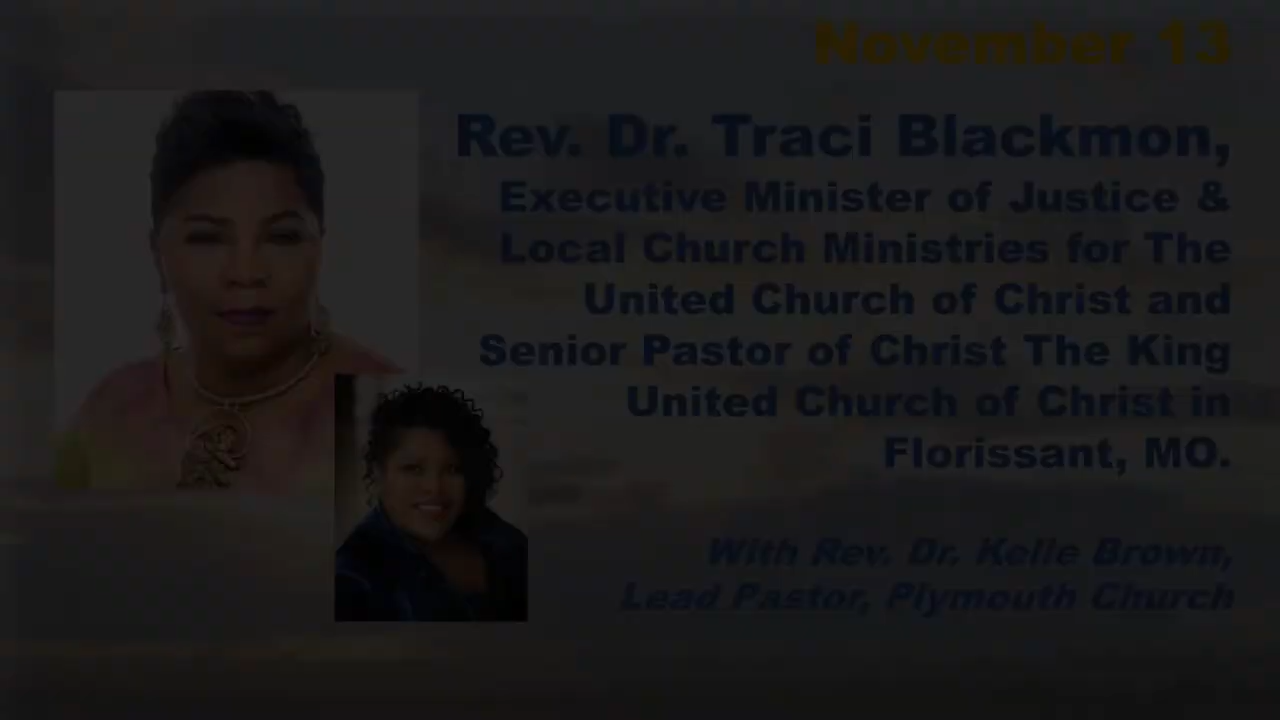 November 13
Rev. Dr. Traci Blackmon,
Executive Minister of Justice &
Local Church Ministries for The
United Church of Christ and
Senior Pastor of Christ The King
United Church of Christ in
Florissant, MO.
With Rev. Dr. Kelle Brown,
Lead Pastor, Plymouth Church